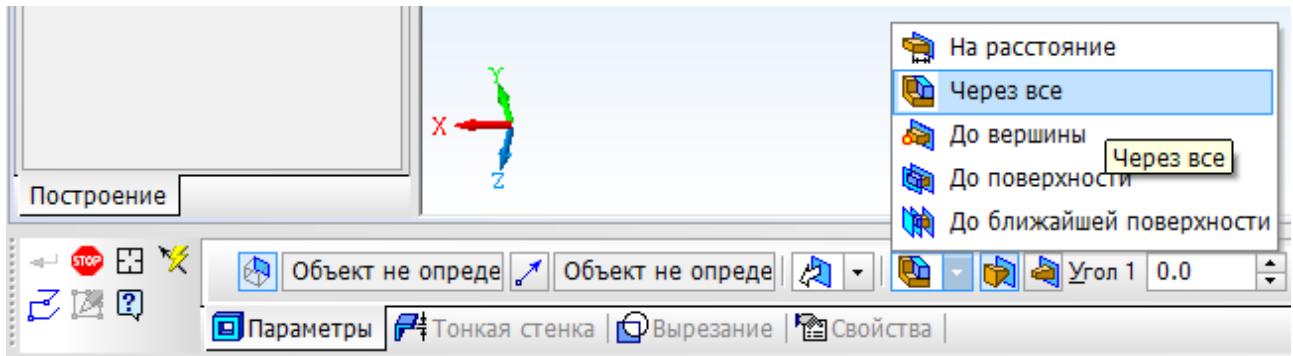 На расстояние
Через все
До вершины
Через все
До поверхности
До ближайшей поверхности
Y
X
Z
Построение
STOP
Объект не опреде Объект не опреде Угол 1 0.0
Параметры Тонкая стенка Вырезание Свойства